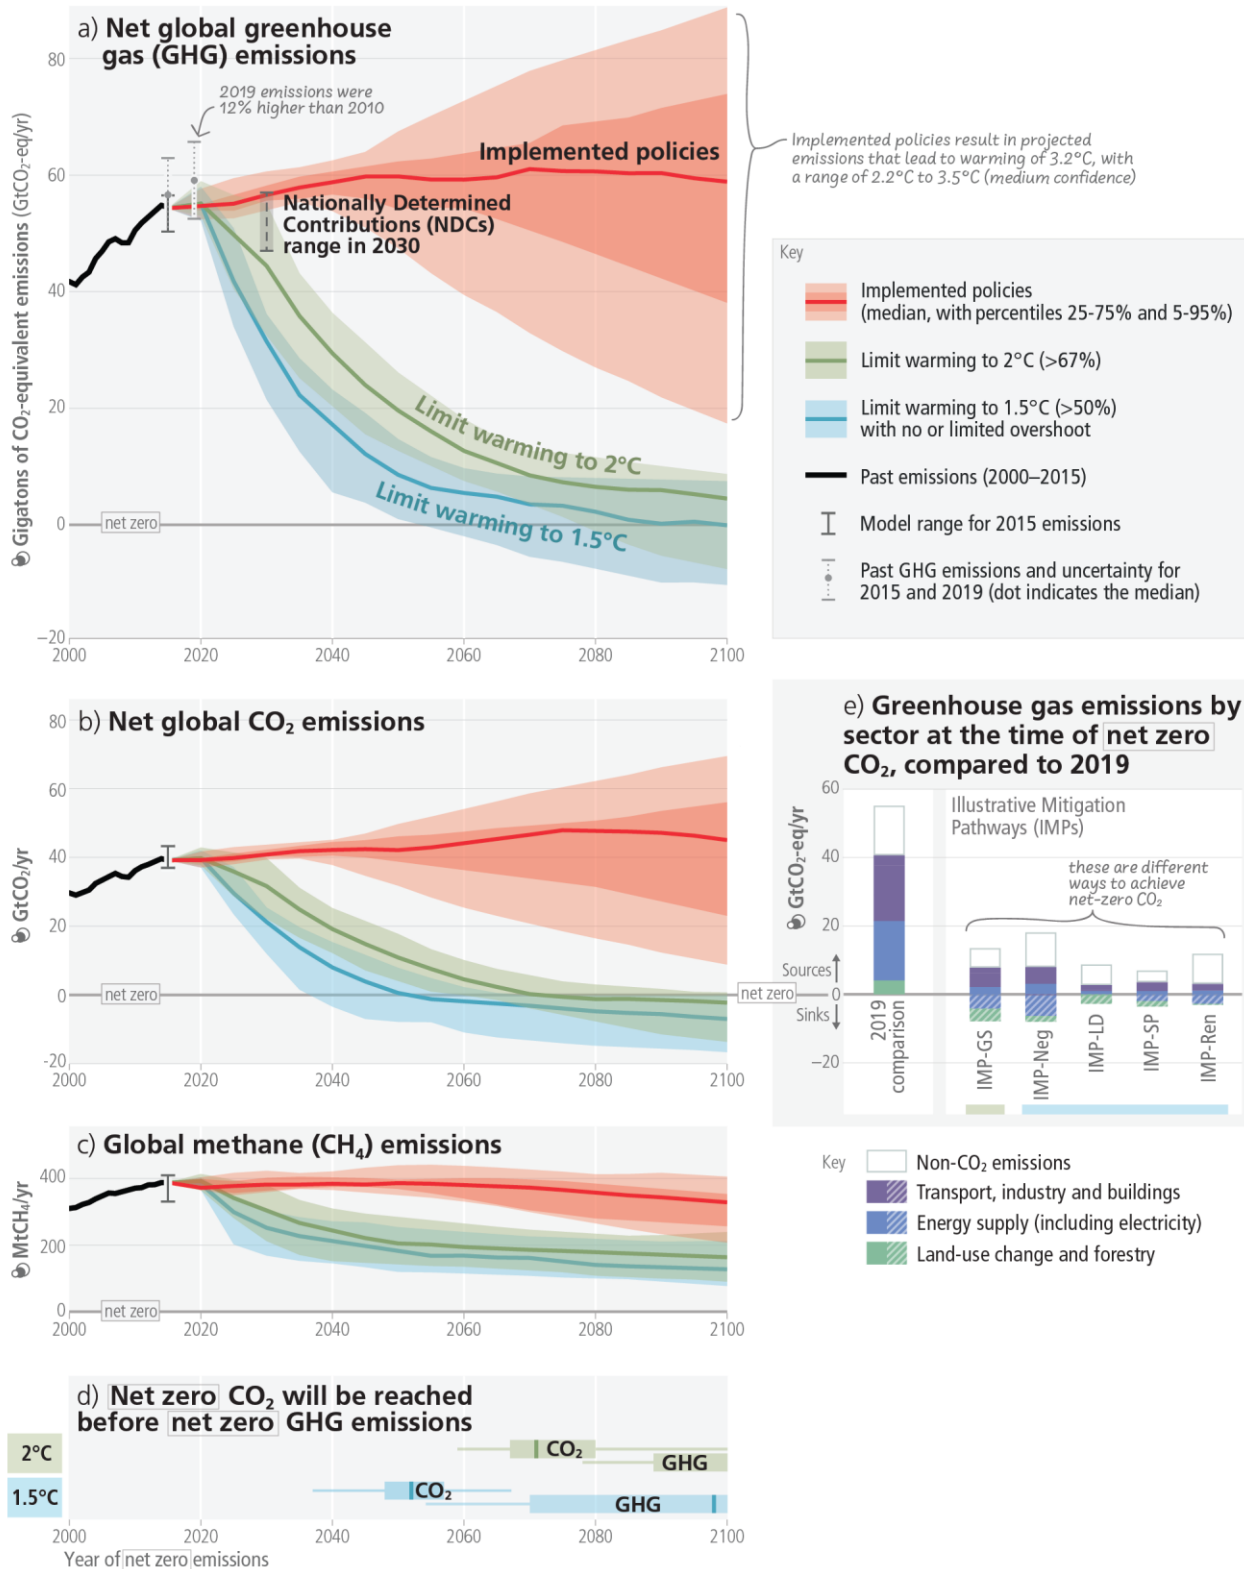 a) Net global greenhouse
gas (GHG) emissions
80
60
40
20
0
−20
Gigatons of CO₂-equivalent emissions (GtCO₂-eq/yr)
2019 emissions were
12% higher than 2010
Implemented policies
Nationally Determined
Contributions (NDCs)
range in 2030
Limit warming to 2°C
Limit warming to 1.5°C
net zero
2000 2020 2040 2060 2080 2100
Implemented policies result in projected
emissions that lead to warming of 3.2°C, with
a range of 2.2°C to 3.5°C (medium confidence)
Key
Implemented policies
(median, with percentiles 25-75% and 5-95%)
Limit warming to 2°C (>67%)
Limit warming to 1.5°C (>50%)
with no or limited overshoot
Past emissions (2000–2015)
Model range for 2015 emissions
Past GHG emissions and uncertainty for
2015 and 2019 (dot indicates the median)
b) Net global CO₂ emissions
80
60
40
20
0
-20
GtCO₂/yr
net zero
2000 2020 2040 2060 2080 2100
c) Global methane (CH₄) emissions
400
200
0
MtCH₄/yr
net zero
2000 2020 2040 2060 2080 2100
d) Net zero CO₂ will be reached
before net zero GHG emissions
2°C
CO₂
GHG
1.5°C
CO₂
GHG
2000 2020 2040 2060 2080 2100
Year of net zero emissions
e) Greenhouse gas emissions by
sector at the time of net zero
CO₂, compared to 2019
60
40
20
0
−20
GtCO₂-eq/yr
Illustrative Mitigation
Pathways (IMPs)
these are different
ways to achieve
net-zero CO₂
Sources
net zero
Sinks
2019
comparison
IMP-GS
IMP-Neg
IMP-LD
IMP-SP
IMP-Ren
Key
Non-CO₂ emissions
Transport, industry and buildings
Energy supply (including electricity)
Land-use change and forestry